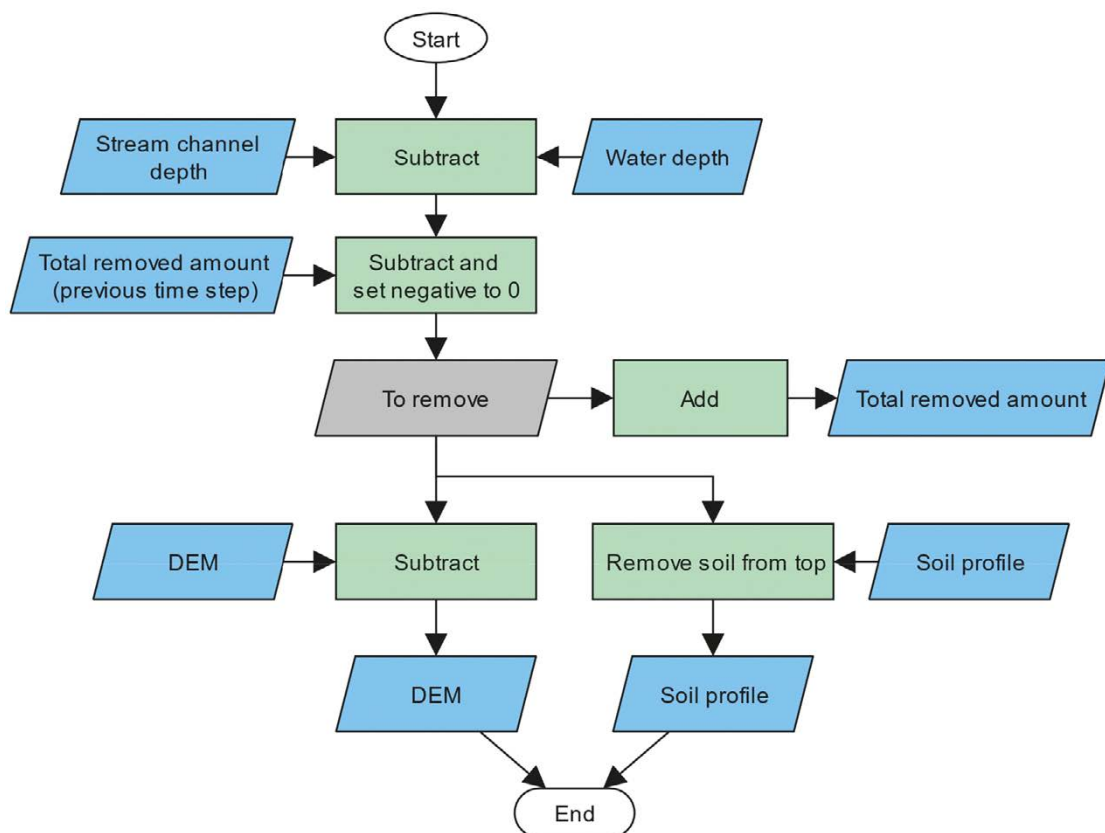 Start
Stream channel
depth
Subtract
Water depth
Total removed amount
(previous time step)
Subtract and
set negative to 0
To remove
Add
Total removed amount
DEM
Subtract
Remove soil from top
Soil profile
DEM
Soil profile
End